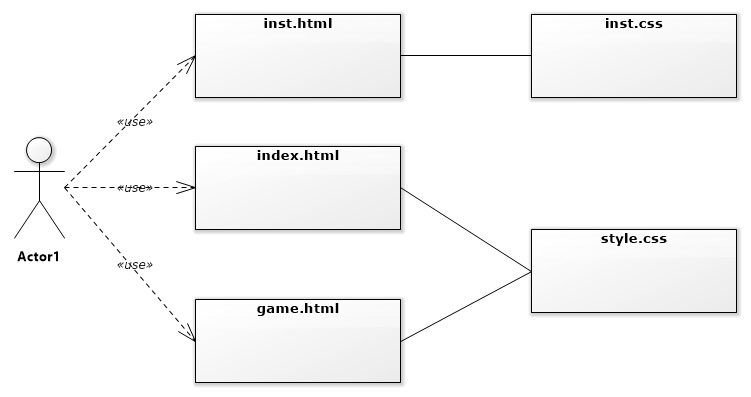 inst.html
inst.css
«use»
index.html
«use»
style.css
Actor1
«use»
game.html